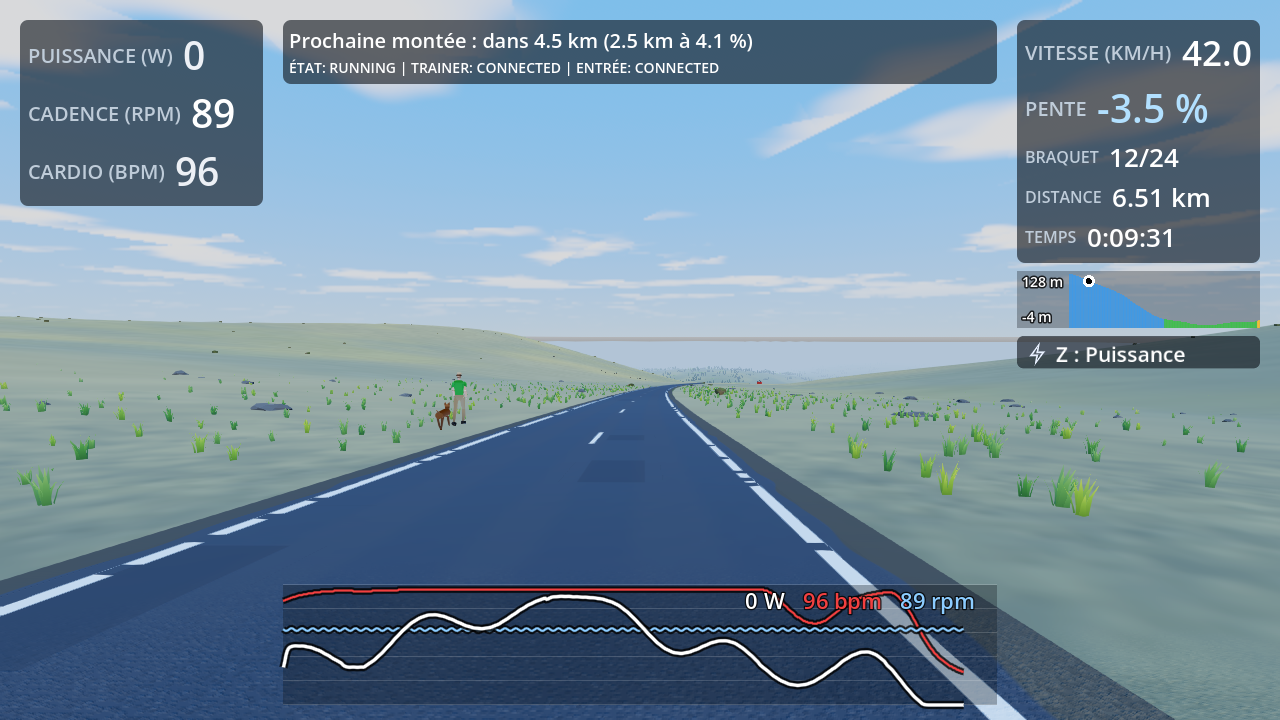 PUISSANCE (W) 0
CADENCE (RPM) 89
CARDIO (BPM) 96
Prochaine montée : dans 4.5 km (2.5 km à 4.1 %)
ÉTAT: RUNNING | TRAINER: CONNECTED | ENTRÉE: CONNECTED
VITESSE (KM/H) 42.0
PENTE -3.5 %
BRAQUET 12/24
DISTANCE 6.51 km
TEMPS 0:09:31
128 m
-4 m
Z : Puissance
0 W 96 bpm 89 rpm